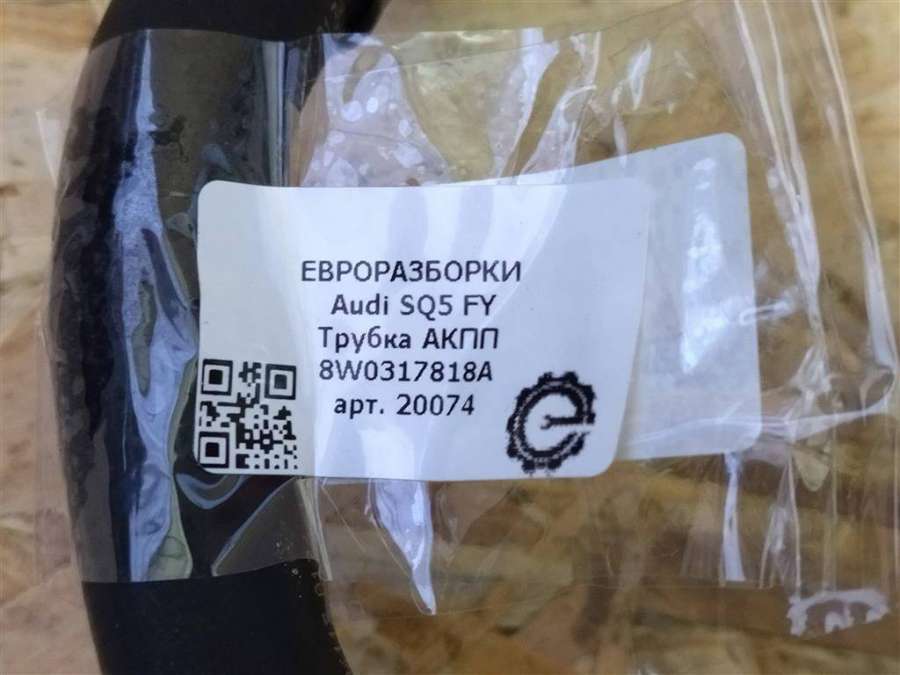 ЕВРОРАЗБОРКИ
Audi SQ5 FY
Трубка АКПП
8W0317818A
арт. 20074